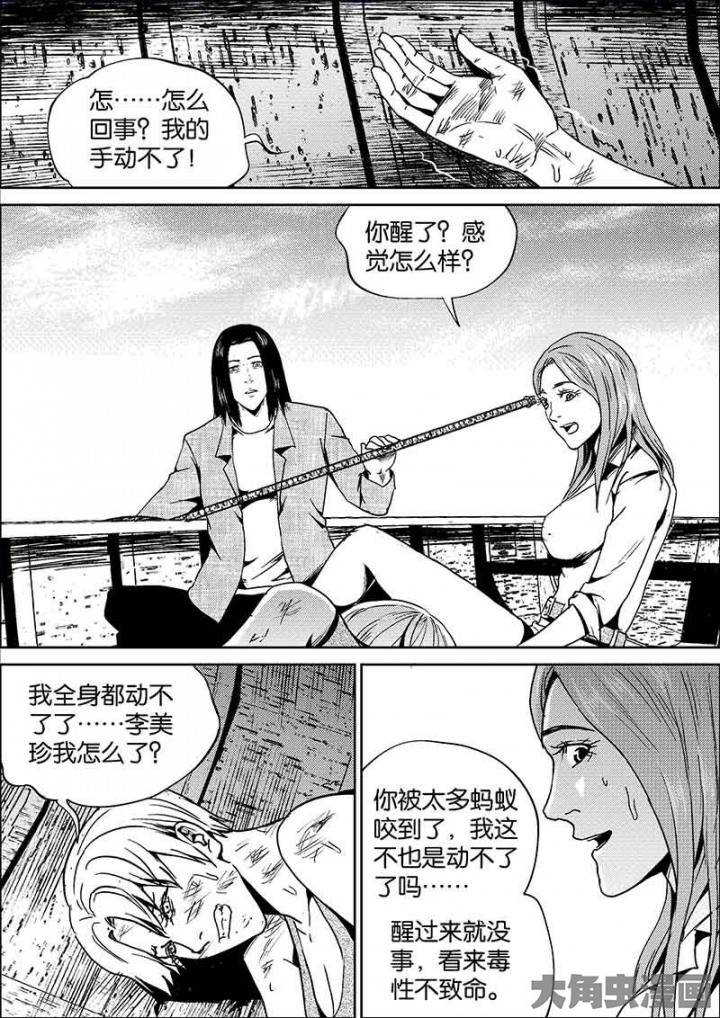 怎……怎么
回事？我的
手动不了！
你醒了？感
觉怎么样？
我全身都动不
了了……李美
珍我怎么了？
你被太多蚂蚁
咬到了，我这
不也是动不了
了吗……
醒过来就没
事，看来毒
性不致命。
大角虫漫画